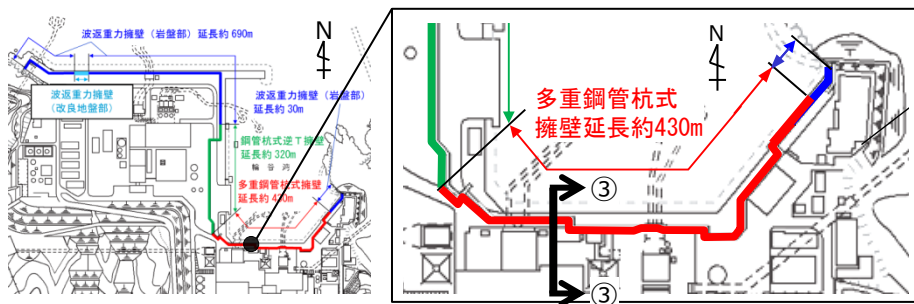 波返重力擁壁（岩盤部）延長約690m
N
波返重力擁壁
（改良地盤部）
波返重力擁壁（岩盤部）
延長約30m
鋼管杭式逆T擁壁
延長約320m
輪谷湾
多重鋼管杭式擁壁
延長約430m
N
多重鋼管杭式
擁壁延長約430m
③
③